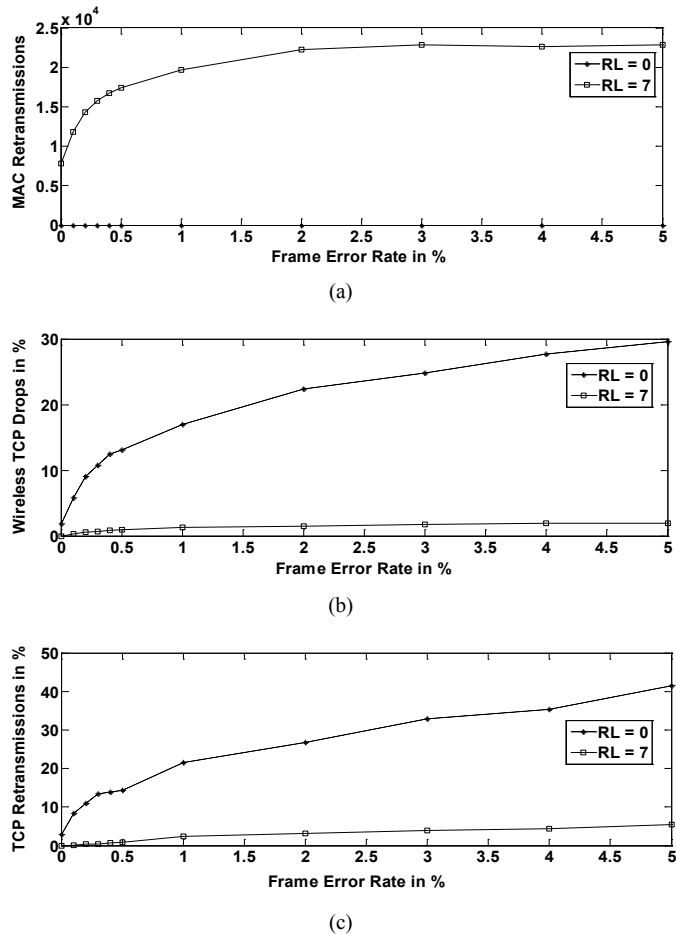 x 10^4
2.5
2
1.5
1
0.5
0
MAC Retransmissions
RL = 0
RL = 7
0 0.5 1 1.5 2 2.5 3 3.5 4 4.5 5
Frame Error Rate in %
(a)
30
20
10
0
Wireless TCP Drops in %
RL = 0
RL = 7
0 0.5 1 1.5 2 2.5 3 3.5 4 4.5 5
Frame Error Rate in %
(b)
50
40
30
20
10
0
TCP Retransmissions in %
RL = 0
RL = 7
0 0.5 1 1.5 2 2.5 3 3.5 4 4.5 5
Frame Error Rate in %
(c)